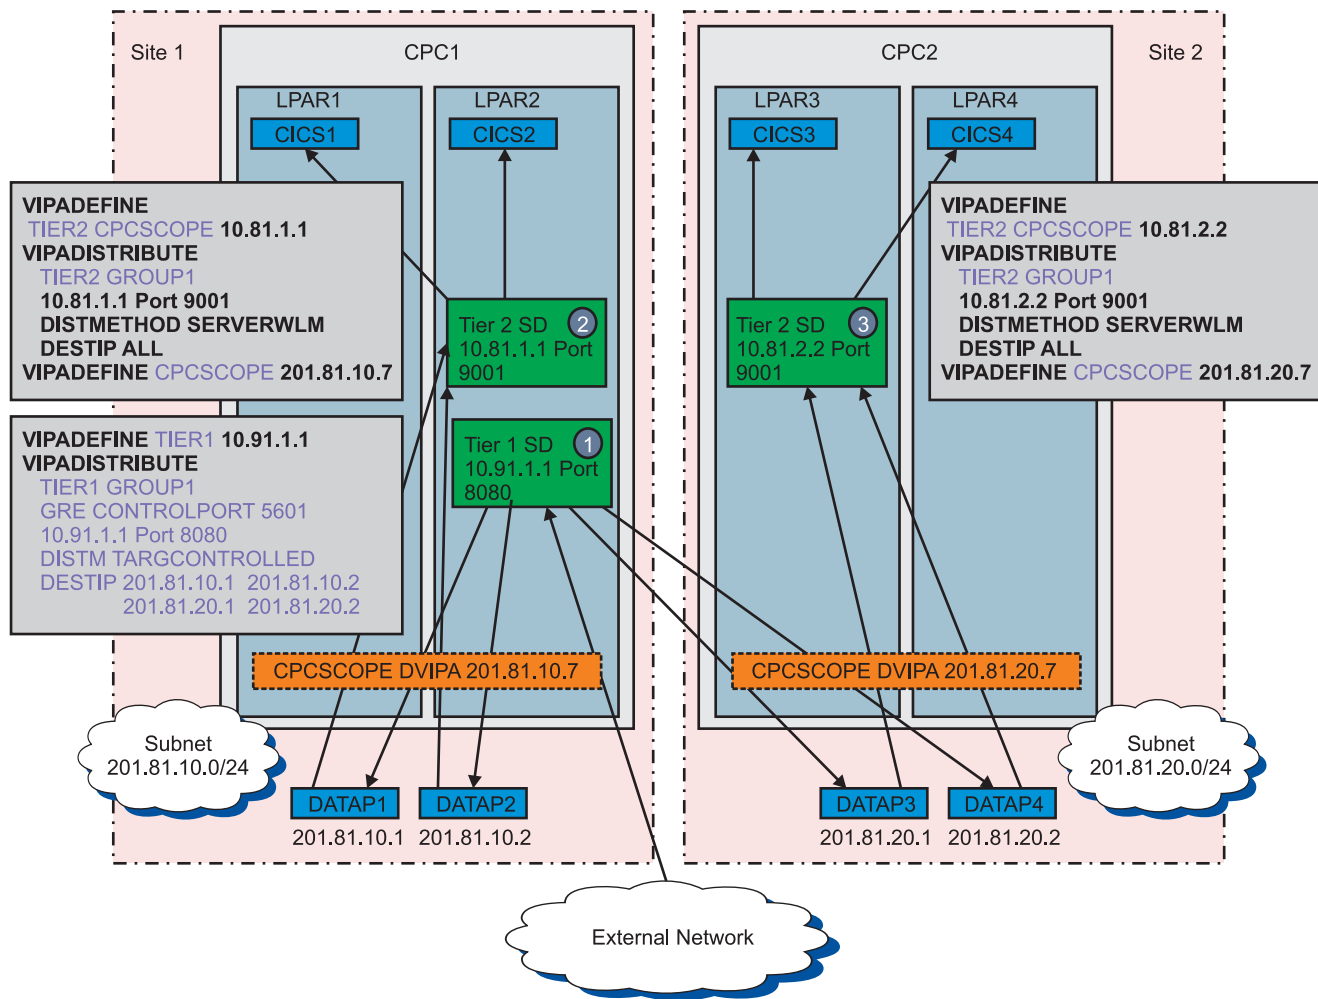 Site 1
CPC1
CPC2
Site 2
LPAR1
LPAR2
LPAR3
LPAR4
CICS1
CICS2
CICS3
CICS4
VIPADEFINE
TIER2 CPCSCOPE 10.81.1.1
VIPADISTRIBUTE
TIER2 GROUP1
10.81.1.1 Port 9001
DISTMETHOD SERVERWLM
DESTIP ALL
VIPADEFINE CPCSCOPE 201.81.10.7
VIPADEFINE
TIER2 CPCSCOPE 10.81.2.2
VIPADISTRIBUTE
TIER2 GROUP1
10.81.2.2 Port 9001
DISTMETHOD SERVERWLM
DESTIP ALL
VIPADEFINE CPCSCOPE 201.81.20.7
Tier 2 SD 2
10.81.1.1 Port
9001
Tier 2 SD 3
10.81.2.2 Port
9001
VIPADEFINE TIER1 10.91.1.1
VIPADISTRIBUTE
TIER1 GROUP1
GRE CONTROLPORT 5601
10.91.1.1 Port 8080
DISTM TARGCONTROLLED
DESTIP 201.81.10.1 201.81.10.2
201.81.20.1 201.81.20.2
Tier 1 SD 1
10.91.1.1 Port
8080
CPCSCOPE DVIPA 201.81.10.7
CPCSCOPE DVIPA 201.81.20.7
Subnet
201.81.10.0/24
Subnet
201.81.20.0/24
DATAP1
DATAP2
DATAP3
DATAP4
201.81.10.1
201.81.10.2
201.81.20.1
201.81.20.2
External Network